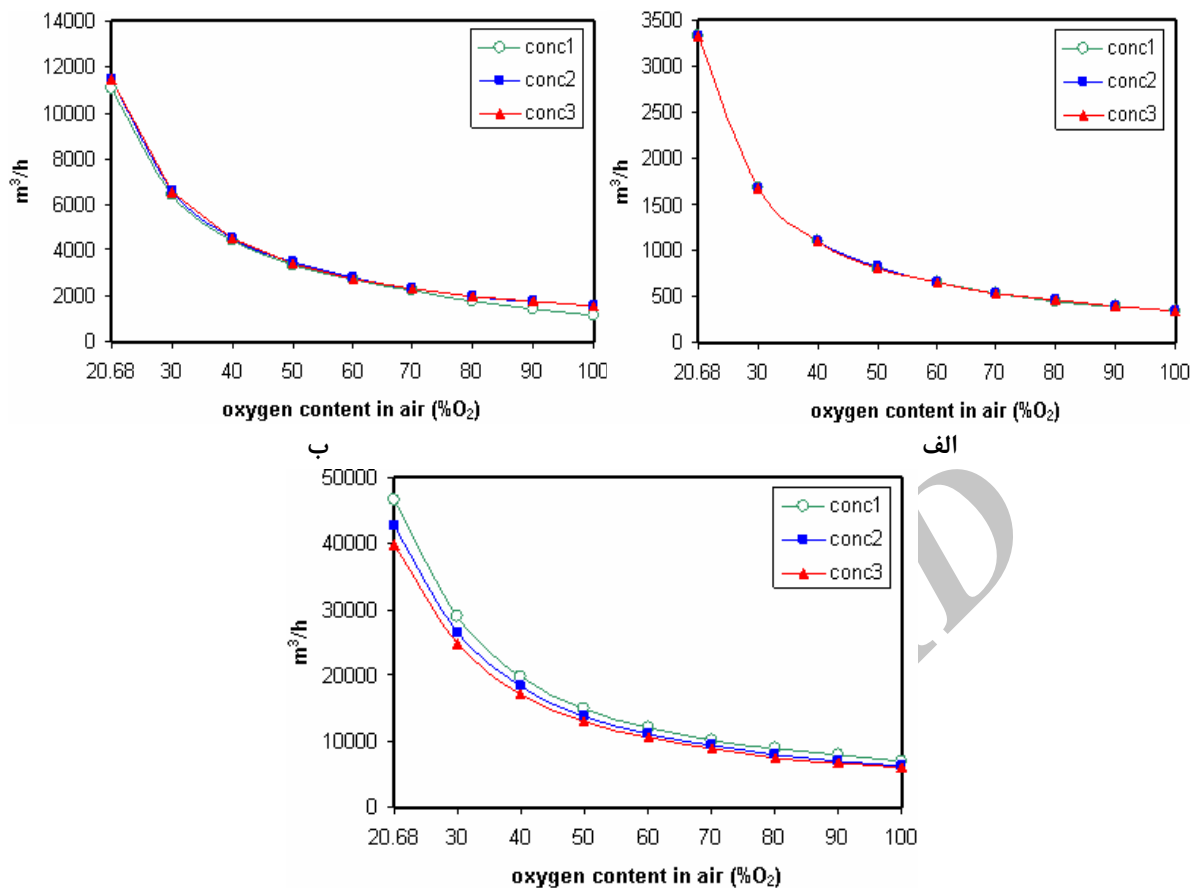 14000
12000
10000
8000
6000
4000
2000
0
m³/h
conc1
conc2
conc3
20.68 30 40 50 60 70 80 90 100
oxygen content in air (%O₂)
ب
3500
3000
2500
2000
1500
1000
500
0
m³/h
conc1
conc2
conc3
20.68 30 40 50 60 70 80 90 100
oxygen content in air (%O₂)
الف
50000
40000
30000
20000
10000
0
m³/h
conc1
conc2
conc3
20.68 30 40 50 60 70 80 90 100
oxygen content in air (%O₂)
D